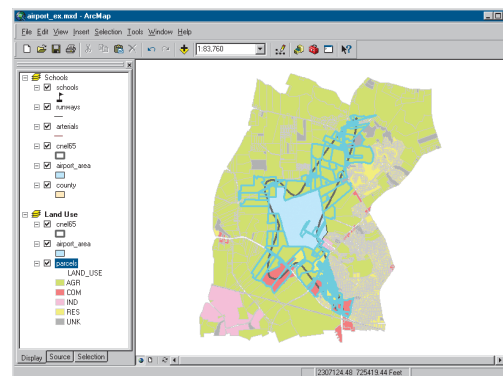 airport_ex.mxd - ArcMap
File Edit View Insert Selection Tools Window Help
1:83,760
Schools
schools
runways
arterials
cnel65
airport_area
county
Land Use
cnel65
airport_area
parcels
LAND_USE
AGR
COM
IND
RES
UNK
Display Source Selection
2307124.48 725419.44 Feet